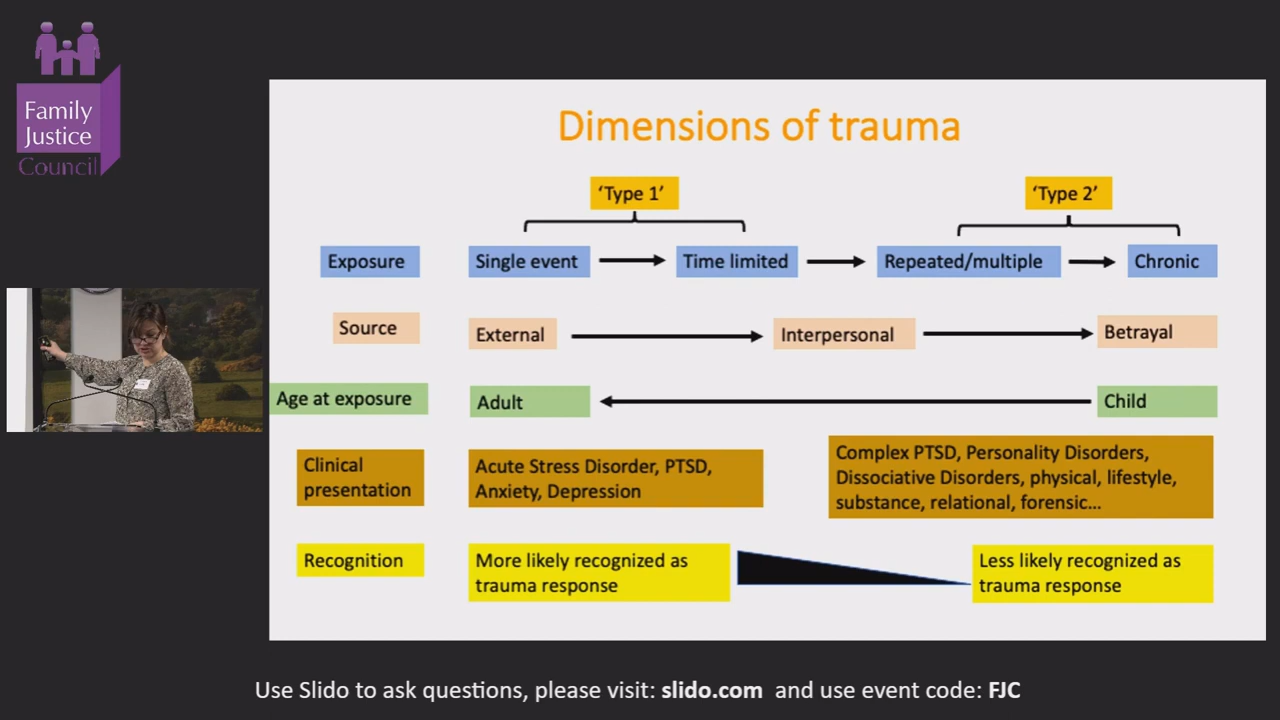 Family
Justice
Council
Dimensions of trauma
‘Type 1’
‘Type 2’
Exposure
Single event
Time limited
Repeated/multiple
Chronic
Source
External
Interpersonal
Betrayal
Age at exposure
Adult
Child
Clinical
presentation
Acute Stress Disorder, PTSD,
Anxiety, Depression
Complex PTSD, Personality Disorders,
Dissociative Disorders, physical, lifestyle,
substance, relational, forensic...
Recognition
More likely recognized as
trauma response
Less likely recognized as
trauma response
Use Slido to ask questions, please visit: slido.com and use event code: FJC